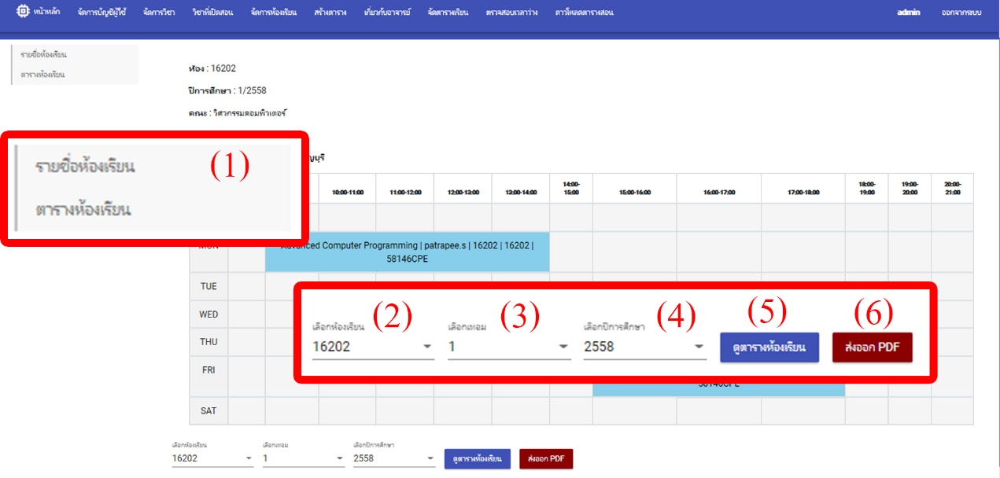 หน้าหลัก จัดการบัญชีผู้ใช้ จัดการวิชา วิชาที่เปิดสอน จัดการห้องเรียน สร้างตาราง เกี่ยวกับอาจารย์ จัดตารางเรียน ตรวจสอบเวลาว่าง ดาวโหลดตารางสอน admin ออกจากระบบ
รายชื่อห้องเรียน
ตารางห้องเรียน
ห้อง : 16202
ปีการศึกษา : 1/2558
คณะ : วิศวกรรมคอมพิวเตอร์
รายชื่อห้องเรียน (1)
ตารางห้องเรียน
ญบุรี
10:00-11:00 11:00-12:00 12:00-13:00 13:00-14:00 14:00-15:00 15:00-16:00 16:00-17:00 17:00-18:00 18:00-19:00 19:00-20:00 20:00-21:00
MON Advanced Computer Programming | patrapee.s | 16202 | 16202 |
58146CPE
TUE
WED
THU
FRI
SAT
(2) (3) (4) (5) (6)
เลือกห้องเรียน เลือกเทอม เลือกปีการศึกษา
16202 1 2558 ดูตารางห้องเรียน ส่งออก PDF
58146CPE
เลือกห้องเรียน เลือกเทอม เลือกปีการศึกษา
16202 1 2558 ดูตารางห้องเรียน ส่งออก PDF